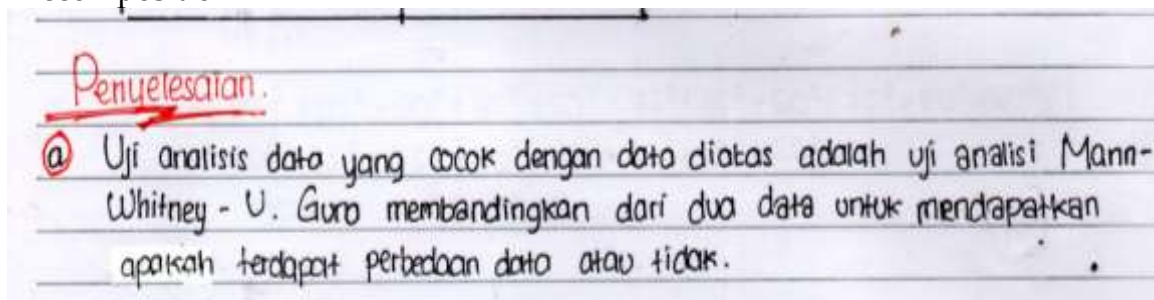 Penyelesaian.
a Uji analisis data yang cocok dengan data diatas adalah uji analisi Mann-
Whitney - U. Guru membandingkan dari dua data untuk mendapatkan
apakah terdapat perbedaan data atau tidak.